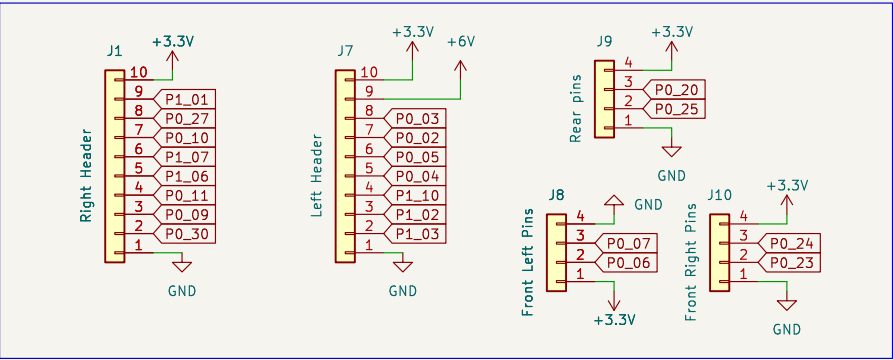 J1
+3.3V
10
9 P1_01
8 P0_27
7 P0_10
6 P1_07
5 P1_06
4 P0_11
3 P0_09
2 P0_30
1
GND
Right Header
J7
+3.3V
+6V
10
9
8 P0_03
7 P0_02
6 P0_05
5 P0_04
4 P1_10
3 P1_02
2 P1_03
1
GND
Left Header
J9
+3.3V
4
3 P0_20
2 P0_25
1
GND
Rear pins
J8
GND
4
3 P0_07
2 P0_06
1
+3.3V
Front Left Pins
J10
+3.3V
4
3 P0_24
2 P0_23
1
GND
Front Right Pins